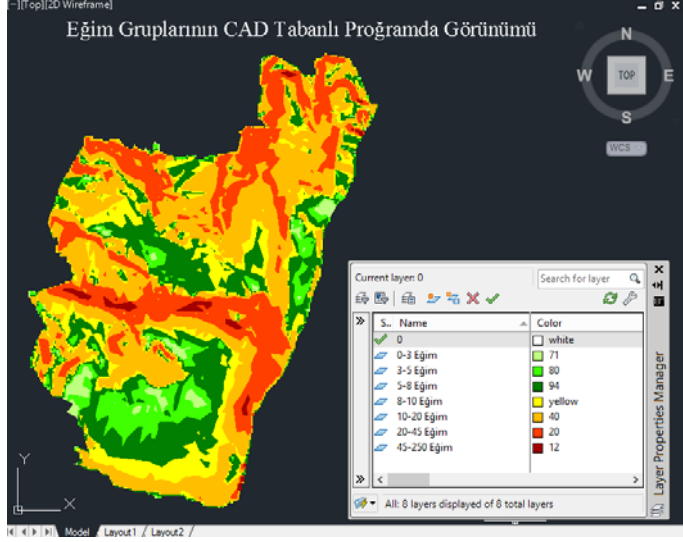 [−][Top][2D Wireframe]
Eğim Gruplarının CAD Tabanlı Programda Görünümü
N
W
TOP
E
S
WCS
Current layer: 0
Search for layer
S.. Name Color
0 white
0-3 Eğim 71
3-5 Eğim 80
5-8 Eğim 94
8-10 Eğim yellow
10-20 Eğim 40
20-45 Eğim 20
45-250 Eğim 12
All: 8 layers displayed of 8 total layers
Layer Properties Manager
Y
X
Model Layout1 Layout2